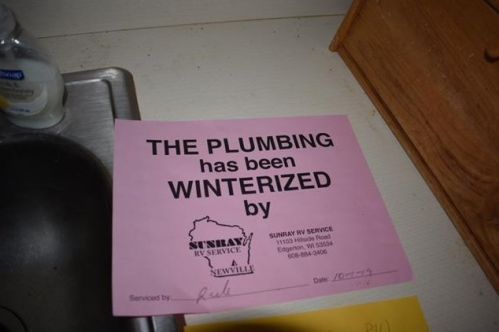 THE PLUMBING
has been
WINTERIZED
by
SUNRAY
RV SERVICE
NEWVILLE
SUNRAY RV SERVICE
11103 Hillside Road
Edgerton, WI 53534
608-884-3406
Serviced by:
Date: